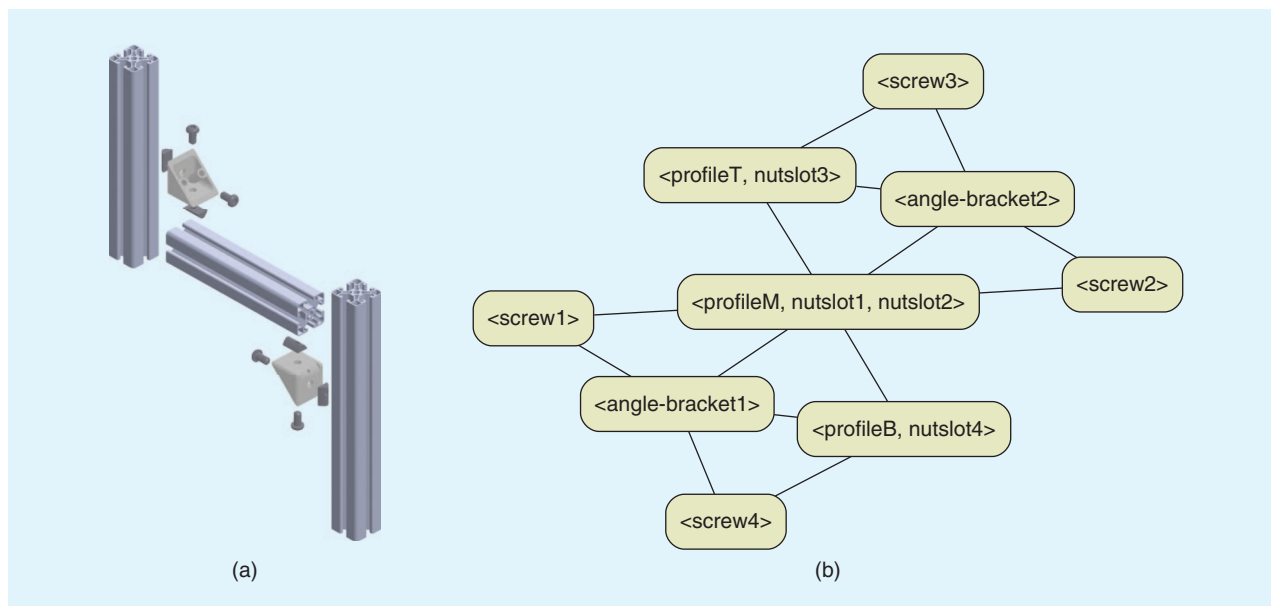 <screw3>
<profileT, nutslot3>
<angle-bracket2>
<screw2>
<profileM, nutslot1, nutslot2>
<screw1>
<angle-bracket1>
<profileB, nutslot4>
<screw4>
(a)
(b)